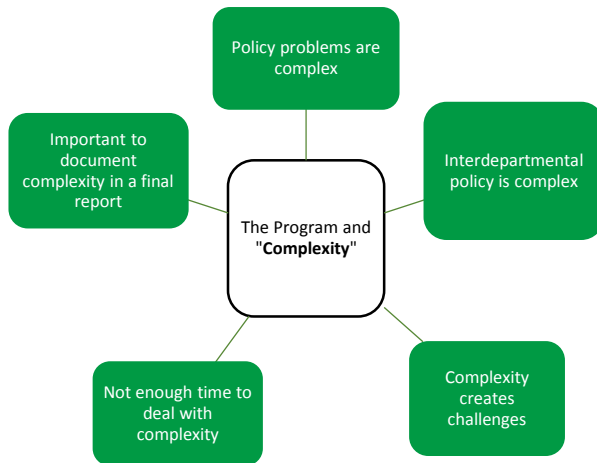 Policy problems are
complex
Important to
document
complexity in a final
report
Interdepartmental
policy is complex
The Program and
"Complexity"
Not enough time to
deal with
complexity
Complexity
creates
challenges